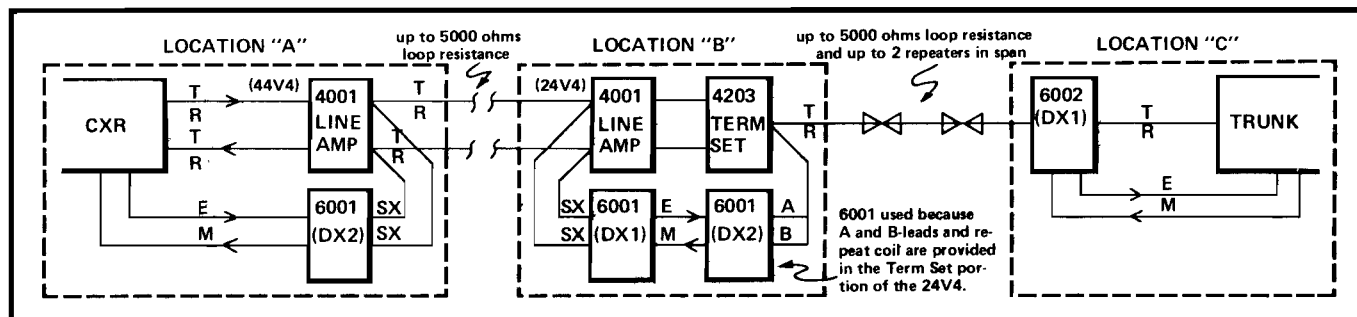 LOCATION "A"
up to 5000 ohms
loop resistance
LOCATION "B"
up to 5000 ohms loop resistance
and up to 2 repeaters in span
LOCATION "C"
CXR
T
R
T
R
(44V4)
4001
LINE
AMP
T
R
T
R
(24V4)
4001
LINE
AMP
4203
TERM
SET
T
R
6002
(DX1)
T
R
TRUNK
E
M
6001
(DX2)
SX
SX
SX
SX
6001
(DX1)
E
M
6001
(DX2)
A
B
E
M
6001 used because
A and B-leads and re-
peat coil are provided
in the Term Set por-
tion of the 24V4.